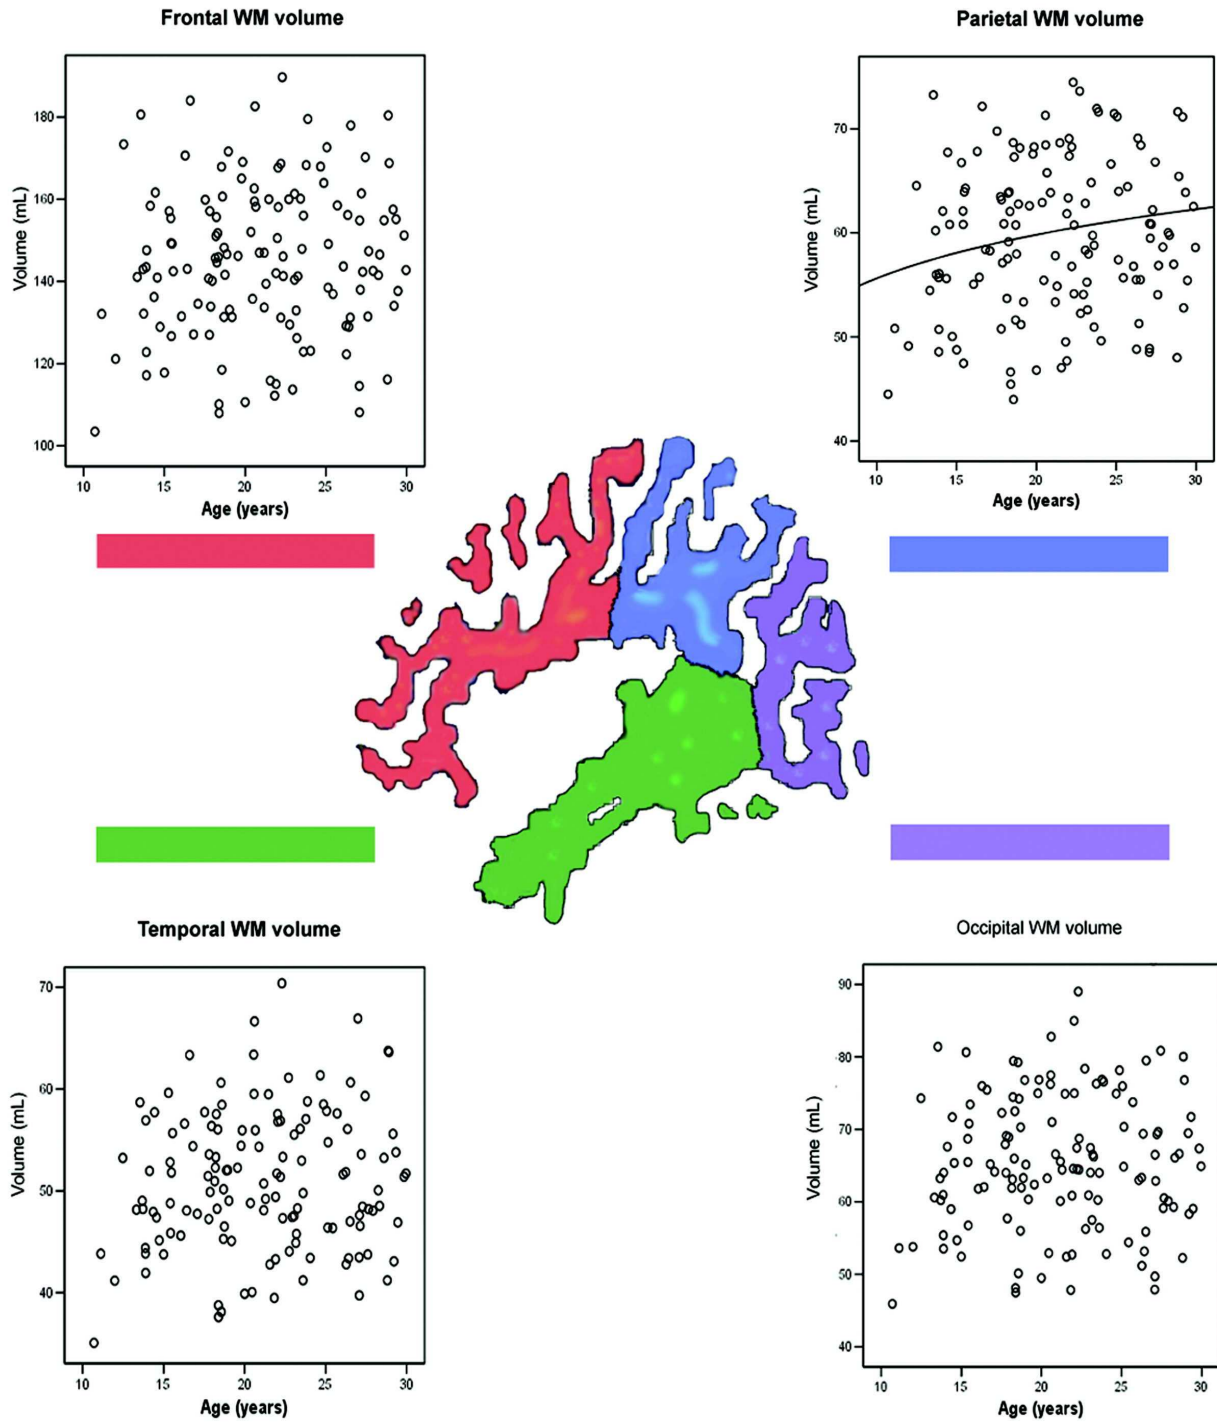 Frontal WM volume
Volume (mL)
180
160
140
120
100
10 15 20 25 30
Age (years)
Parietal WM volume
Volume (mL)
70
60
50
40
10 15 20 25 30
Age (years)
Temporal WM volume
Volume (mL)
70
60
50
40
10 15 20 25 30
Age (years)
Occipital WM volume
Volume (mL)
90
80
70
60
50
40
10 15 20 25 30
Age (years)